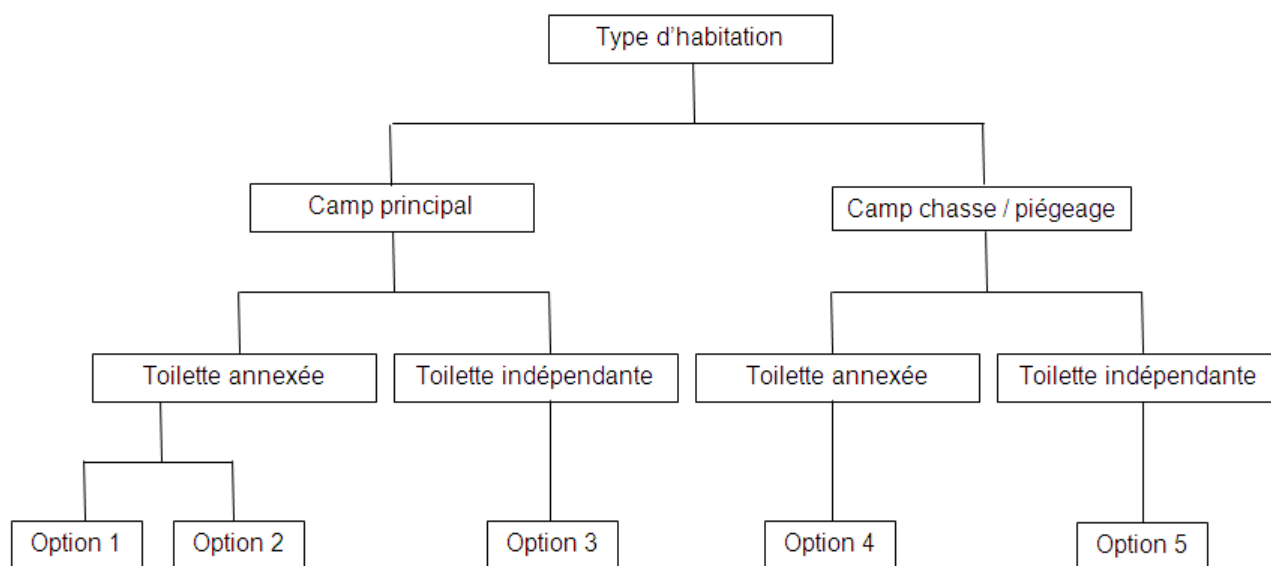 Type d’habitation
Camp principal
Camp chasse / piégeage
Toilette annexée
Toilette indépendante
Toilette annexée
Toilette indépendante
Option 1
Option 2
Option 3
Option 4
Option 5